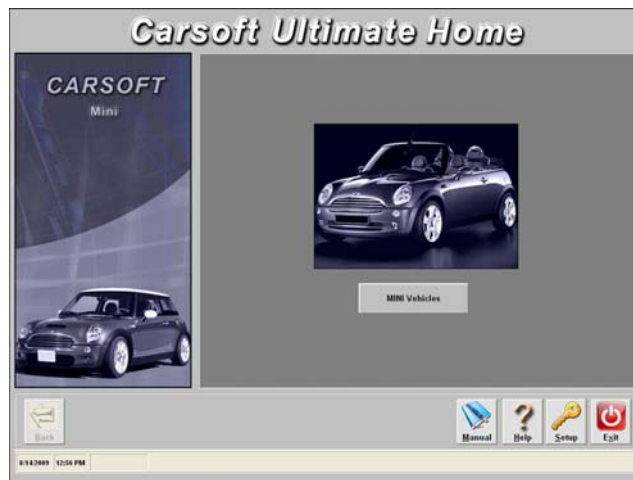 Carsoft Ultimate Home
CARSOFT
Mini
MINI Vehicles
Back
Manual
Help
Setup
Exit
8/14/2009 12:56 PM